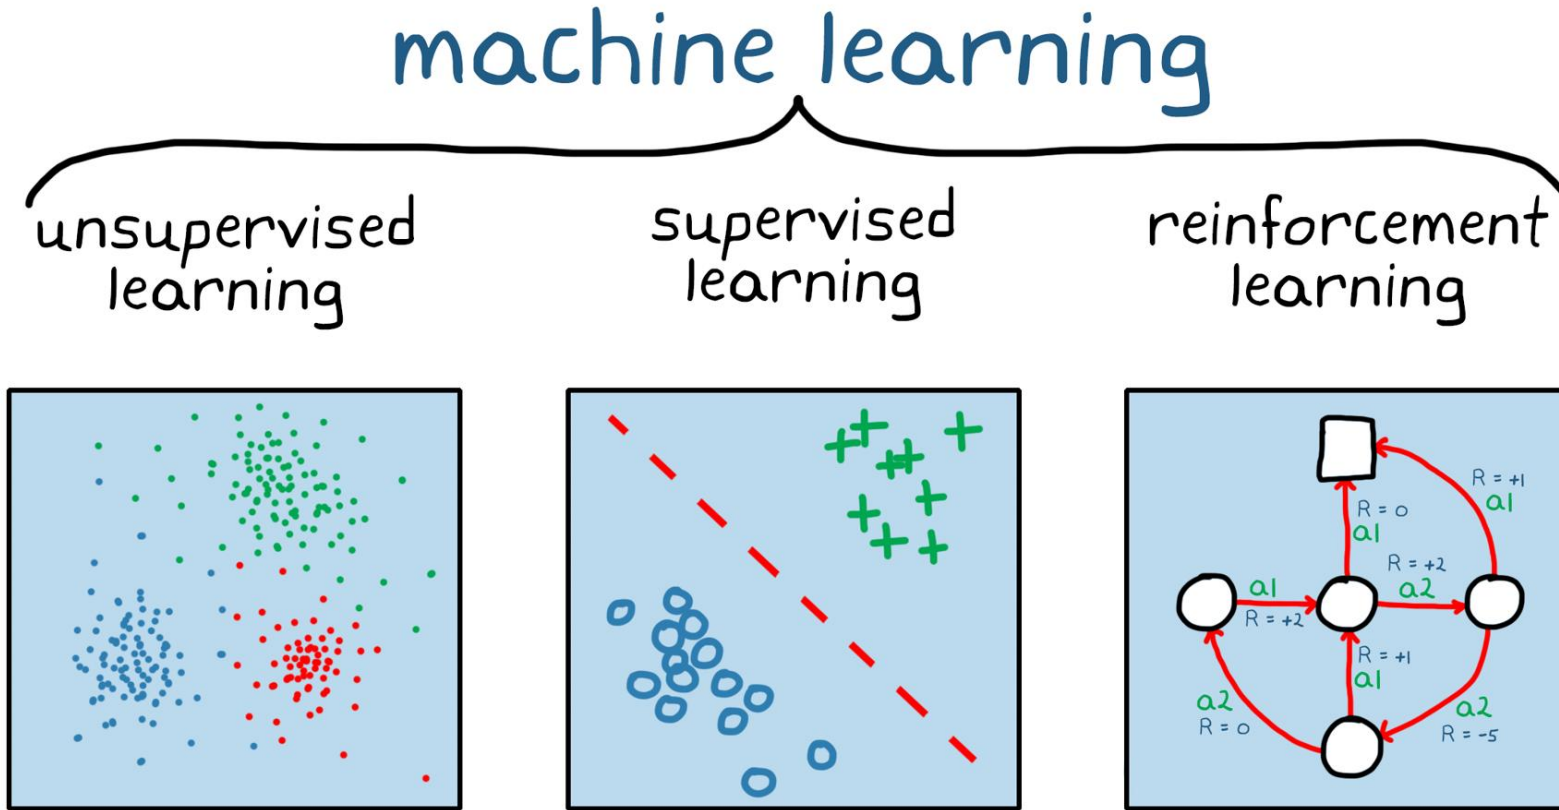 machine learning
unsupervised
learning
supervised
learning
reinforcement
learning
R = 0
a1
R = +1
a1
a1
R = +2
R = +2
a2
R = +1
a1
a2
R = 0
a2
R = -5